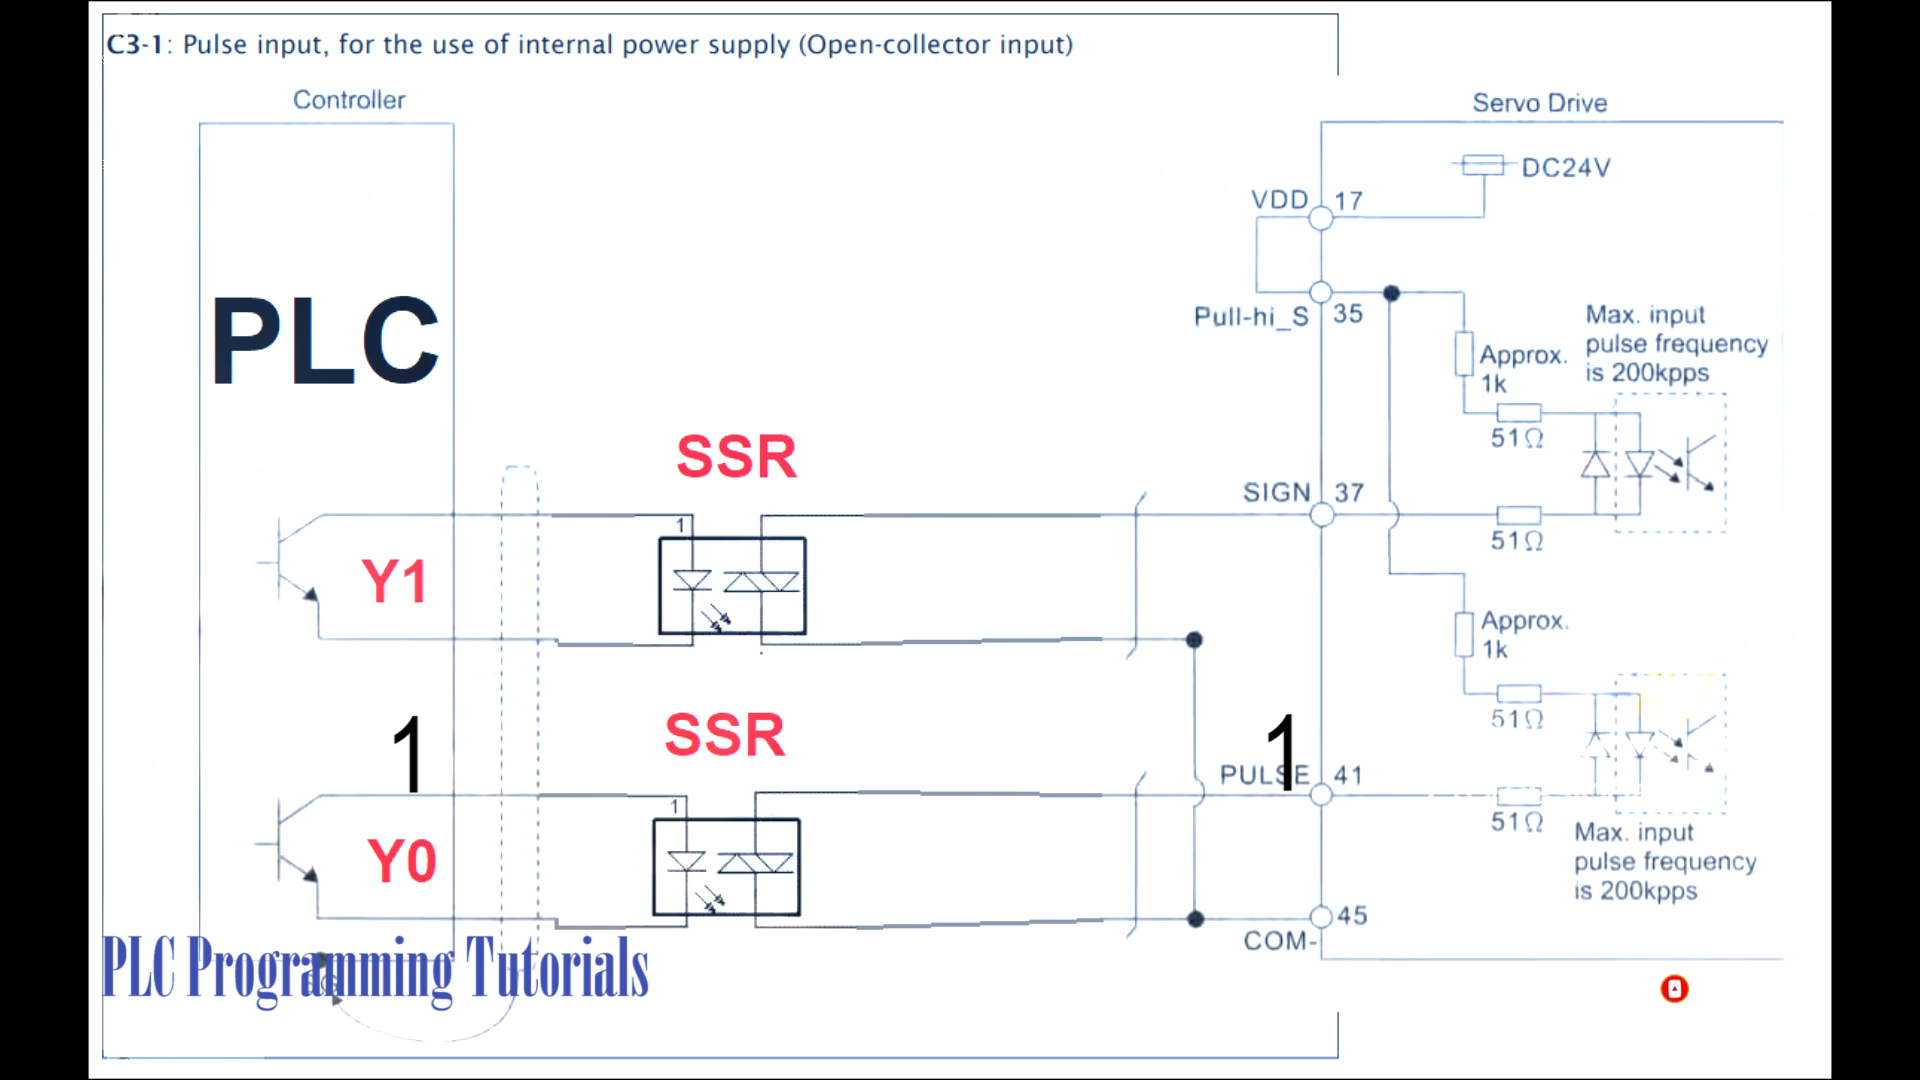 C3-1: Pulse input, for the use of internal power supply (Open-collector input)
Controller
Servo Drive
DC24V
VDD 17
PLC
Pull-hi_S 35
Max. input
pulse frequency
is 200kpps
Approx.
1k
51Ω
SSR
SIGN 37
1
51Ω
Y1
Approx.
1k
SSR
51Ω
1
1
PULSE 41
1
51Ω
Y0
Max. input
pulse frequency
is 200kpps
45
COM-
PLC Programming Tutorials